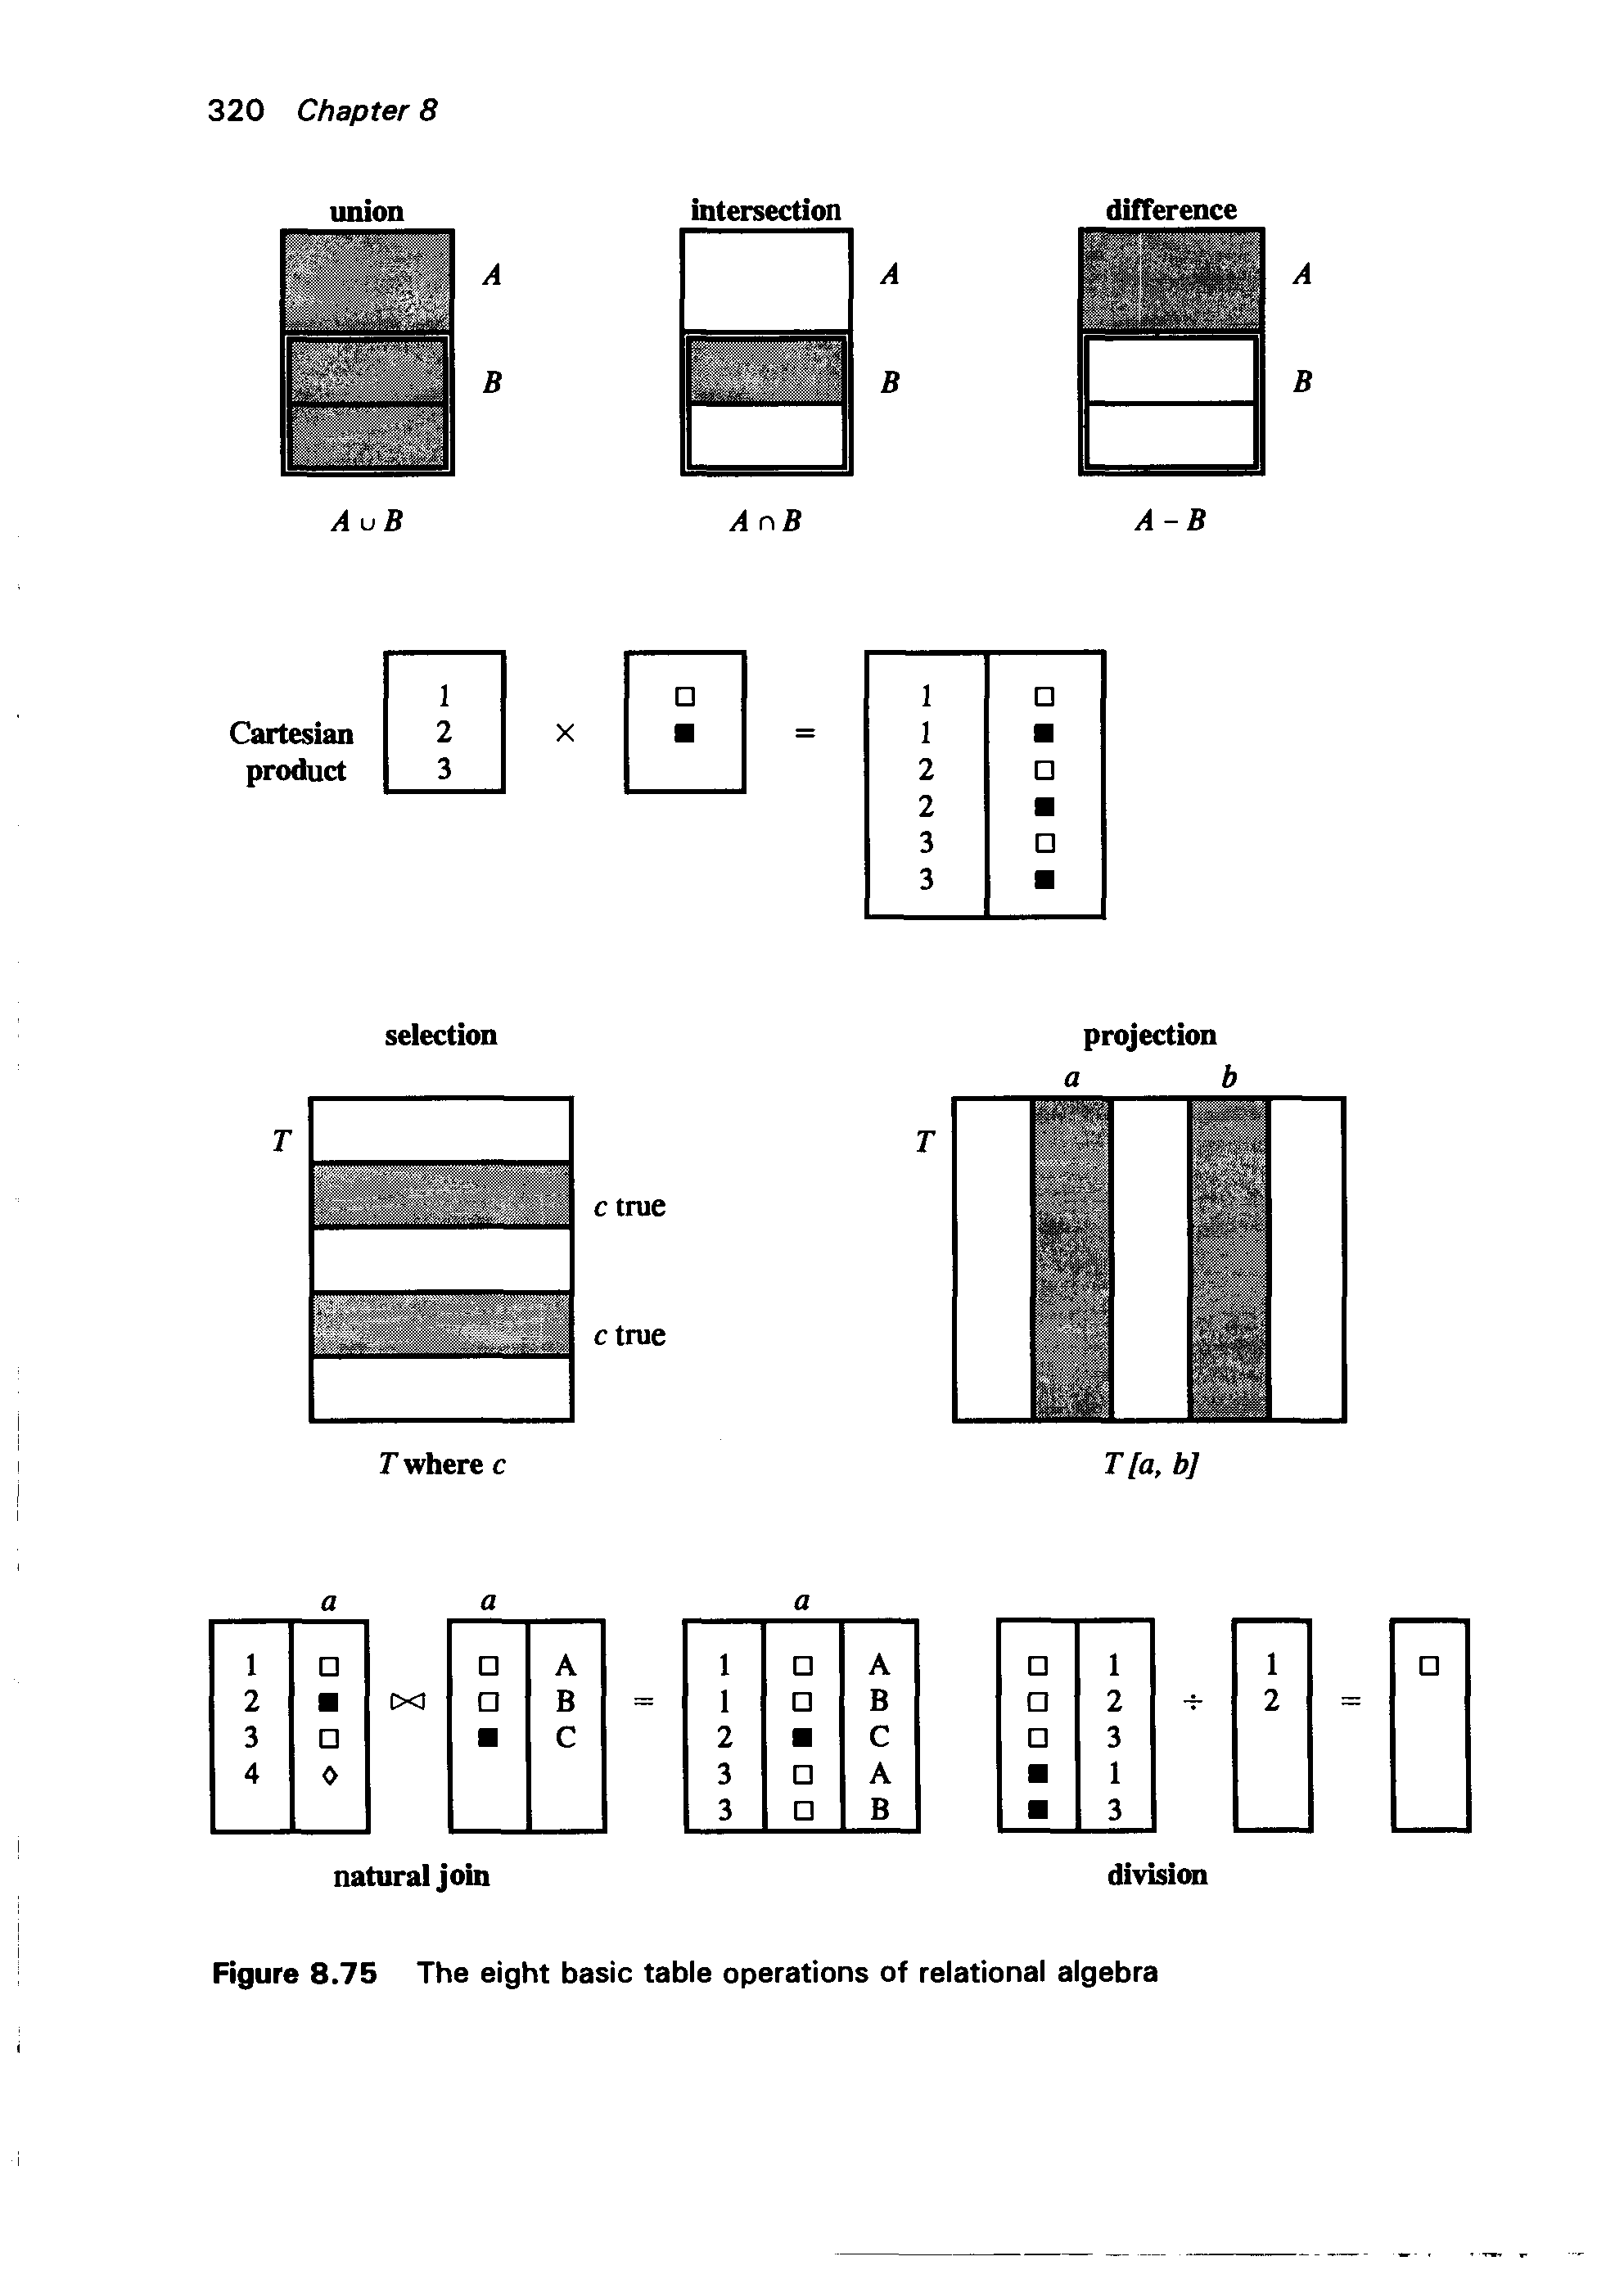 320 Chapter 8
union intersection difference
A A A
B B B
A ∪ B A ∩ B A – B
1 □ 1 □
Cartesian 2 × ■ = 1 ■
product 3 2 □
2 ■
3 □
3 ■
selection projection
a b
T T
c true
c true
T where c T [a, b]
a a a
1 □ □ A 1 □ A □ 1 1 □
2 ■ ⋈ □ B = 1 □ B □ 2 ÷ 2 =
3 □ ■ C 2 ■ C □ 3
4 ◊ 3 □ A ■ 1
3 □ B ■ 3
natural join division
Figure 8.75 The eight basic table operations of relational algebra